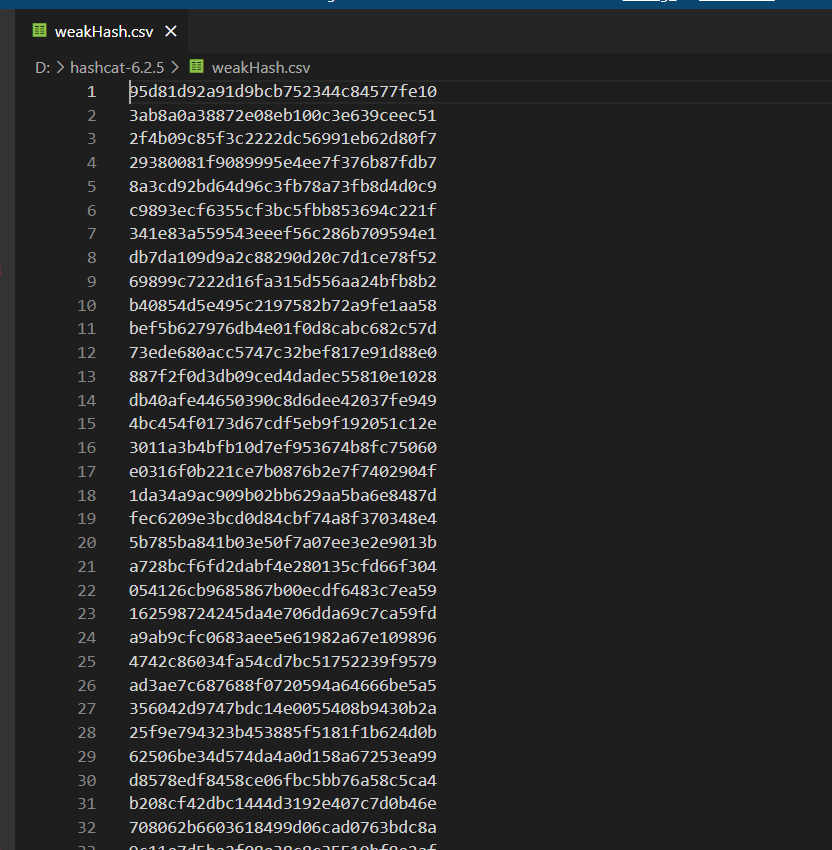 weakHash.csv
D: > hashcat-6.2.5 > weakHash.csv
1 95d81d92a91d9bcb752344c84577fe10
2 3ab8a0a38872e08eb100c3e639ceec51
3 2f4b09c85f3c2222dc56991eb62d80f7
4 29380081f9089995e4ee7f376b87fdb7
5 8a3cd92bd64d96c3fb78a73fb8d4d0c9
6 c9893ecf6355cf3bc5fbb853694c221f
7 341e83a559543eeef56c286b709594e1
8 db7da109d9a2c88290d20c7d1ce78f52
9 69899c7222d16fa315d556aa24bfb8b2
10 b40854d5e495c2197582b72a9fe1aa58
11 bef5b627976db4e01f0d8cabc682c57d
12 73ede680acc5747c32bef817e91d88e0
13 887f2f0d3db09ced4dadec55810e1028
14 db40afe44650390c8d6dee42037fe949
15 4bc454f0173d67cdf5eb9f192051c12e
16 3011a3b4bfb10d7ef953674b8fc75060
17 e0316f0b221ce7b0876b2e7f7402904f
18 1da34a9ac909b02bb629aa5ba6e8487d
19 fec6209e3bcd0d84cbf74a8f370348e4
20 5b785ba841b03e50f7a07ee3e2e9013b
21 a728bcf6fd2dabf4e280135cfd66f304
22 054126cb9685867b00ecdf6483c7ea59
23 162598724245da4e706dda69c7ca59fd
24 a9ab9cfc0683aee5e61982a67e109896
25 4742c86034fa54cd7bc51752239f9579
26 ad3ae7c687688f0720594a64666be5a5
27 356042d9747bdc14e0055408b9430b2a
28 25f9e794323b453885f5181f1b624d0b
29 62506be34d574da4a0d158a67253ea99
30 d8578edf8458ce06fbc5bb76a58c5ca4
31 b208cf42dbc1444d3192e407c7d0b46e
32 708062b6603618499d06cad0763bdc8a